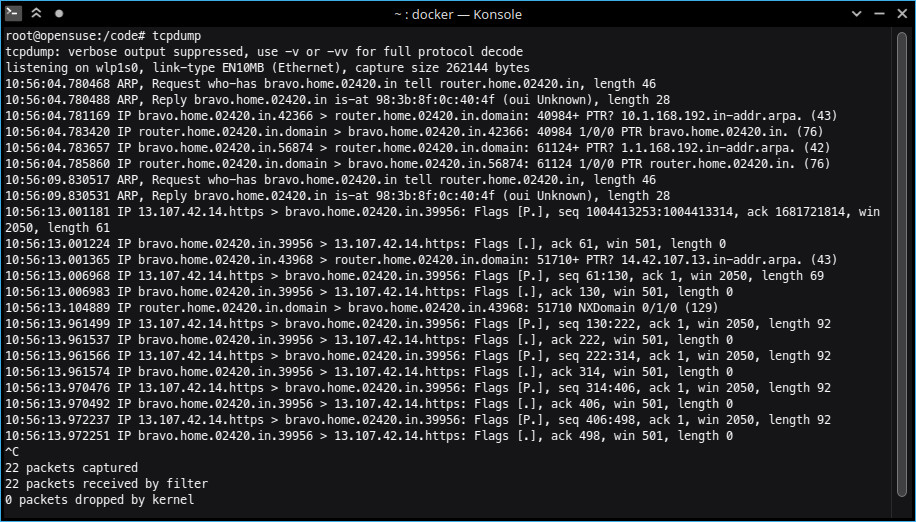 ~ : docker — Konsole
root@opensuse:/code# tcpdump
tcpdump: verbose output suppressed, use -v or -vv for full protocol decode
listening on wlp1s0, link-type EN10MB (Ethernet), capture size 262144 bytes
10:56:04.780468 ARP, Request who-has bravo.home.02420.in tell router.home.02420.in, length 46
10:56:04.780488 ARP, Reply bravo.home.02420.in is-at 98:3b:8f:0c:40:4f (oui Unknown), length 28
10:56:04.781169 IP bravo.home.02420.in.42366 > router.home.02420.in.domain: 40984+ PTR? 10.1.168.192.in-addr.arpa. (43)
10:56:04.783420 IP router.home.02420.in.domain > bravo.home.02420.in.42366: 40984 1/0/0 PTR bravo.home.02420.in. (76)
10:56:04.783657 IP bravo.home.02420.in.56874 > router.home.02420.in.domain: 61124+ PTR? 1.1.168.192.in-addr.arpa. (42)
10:56:04.785860 IP router.home.02420.in.domain > bravo.home.02420.in.56874: 61124 1/0/0 PTR router.home.02420.in. (76)
10:56:09.830517 ARP, Request who-has bravo.home.02420.in tell router.home.02420.in, length 46
10:56:09.830531 ARP, Reply bravo.home.02420.in is-at 98:3b:8f:0c:40:4f (oui Unknown), length 28
10:56:13.001181 IP 13.107.42.14.https > bravo.home.02420.in.39956: Flags [P.], seq 1004413253:1004413314, ack 1681721814, win
2050, length 61
10:56:13.001224 IP bravo.home.02420.in.39956 > 13.107.42.14.https: Flags [.], ack 61, win 501, length 0
10:56:13.001365 IP bravo.home.02420.in.43968 > router.home.02420.in.domain: 51710+ PTR? 14.42.107.13.in-addr.arpa. (43)
10:56:13.006968 IP 13.107.42.14.https > bravo.home.02420.in.39956: Flags [P.], seq 61:130, ack 1, win 2050, length 69
10:56:13.006983 IP bravo.home.02420.in.39956 > 13.107.42.14.https: Flags [.], ack 130, win 501, length 0
10:56:13.104889 IP router.home.02420.in.domain > bravo.home.02420.in.43968: 51710 NXDomain 0/1/0 (129)
10:56:13.961499 IP 13.107.42.14.https > bravo.home.02420.in.39956: Flags [P.], seq 130:222, ack 1, win 2050, length 92
10:56:13.961537 IP bravo.home.02420.in.39956 > 13.107.42.14.https: Flags [.], ack 222, win 501, length 0
10:56:13.961566 IP 13.107.42.14.https > bravo.home.02420.in.39956: Flags [P.], seq 222:314, ack 1, win 2050, length 92
10:56:13.961574 IP bravo.home.02420.in.39956 > 13.107.42.14.https: Flags [.], ack 314, win 501, length 0
10:56:13.970476 IP 13.107.42.14.https > bravo.home.02420.in.39956: Flags [P.], seq 314:406, ack 1, win 2050, length 92
10:56:13.970492 IP bravo.home.02420.in.39956 > 13.107.42.14.https: Flags [.], ack 406, win 501, length 0
10:56:13.972237 IP 13.107.42.14.https > bravo.home.02420.in.39956: Flags [P.], seq 406:498, ack 1, win 2050, length 92
10:56:13.972251 IP bravo.home.02420.in.39956 > 13.107.42.14.https: Flags [.], ack 498, win 501, length 0
^C
22 packets captured
22 packets received by filter
0 packets dropped by kernel